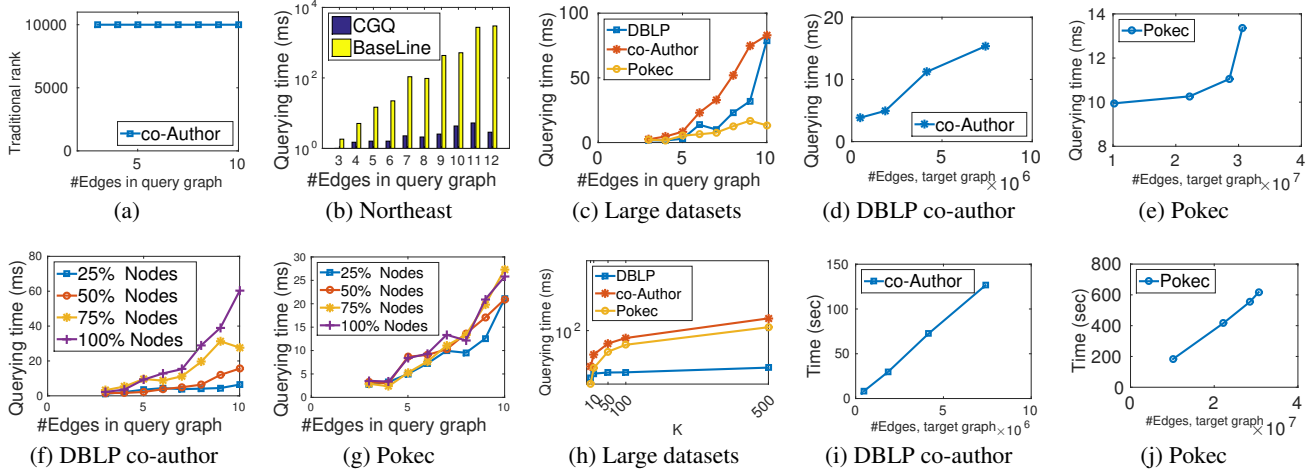 Traditional rank
10000
5000
0
0 5 10
co-Author
#Edges in query graph
(a)
Querying time (ms)
10^2
10^0
CGQ
BaseLine
3 4 5 6 7 8 9 10 11 12
#Edges in query graph
(b) Northeast
Querying time (ms)
100
50
0
DBLP
co-Author
Pokec
0 5 10
#Edges in query graph
(c) Large datasets
Querying time (ms)
20
10
0
co-Author
0 2 4 6 8
#Edges, target graph ×10^6
(d) DBLP co-author
Querying time (ms)
14
12
10
8
Pokec
1 2 3 4
#Edges, target graph ×10^7
(e) Pokec
Querying time (ms)
80
60
40
20
0
25% Nodes
50% Nodes
75% Nodes
100% Nodes
0 5 10
#Edges in query graph
(f) DBLP co-author
Querying time (ms)
30
25
20
15
10
5
0
25% Nodes
50% Nodes
75% Nodes
100% Nodes
0 5 10
#Edges in query graph
(g) Pokec
Querying time (ms)
10^2
DBLP
co-Author
Pokec
10
50
100
500
K
(h) Large datasets
Time (sec)
150
100
50
0
co-Author
0 2 4 6 8
#Edges, target graph ×10^6
(i) DBLP co-author
Time (sec)
800
600
400
200
0
Pokec
0 2 4
#Edges, target graph ×10^7
(j) Pokec